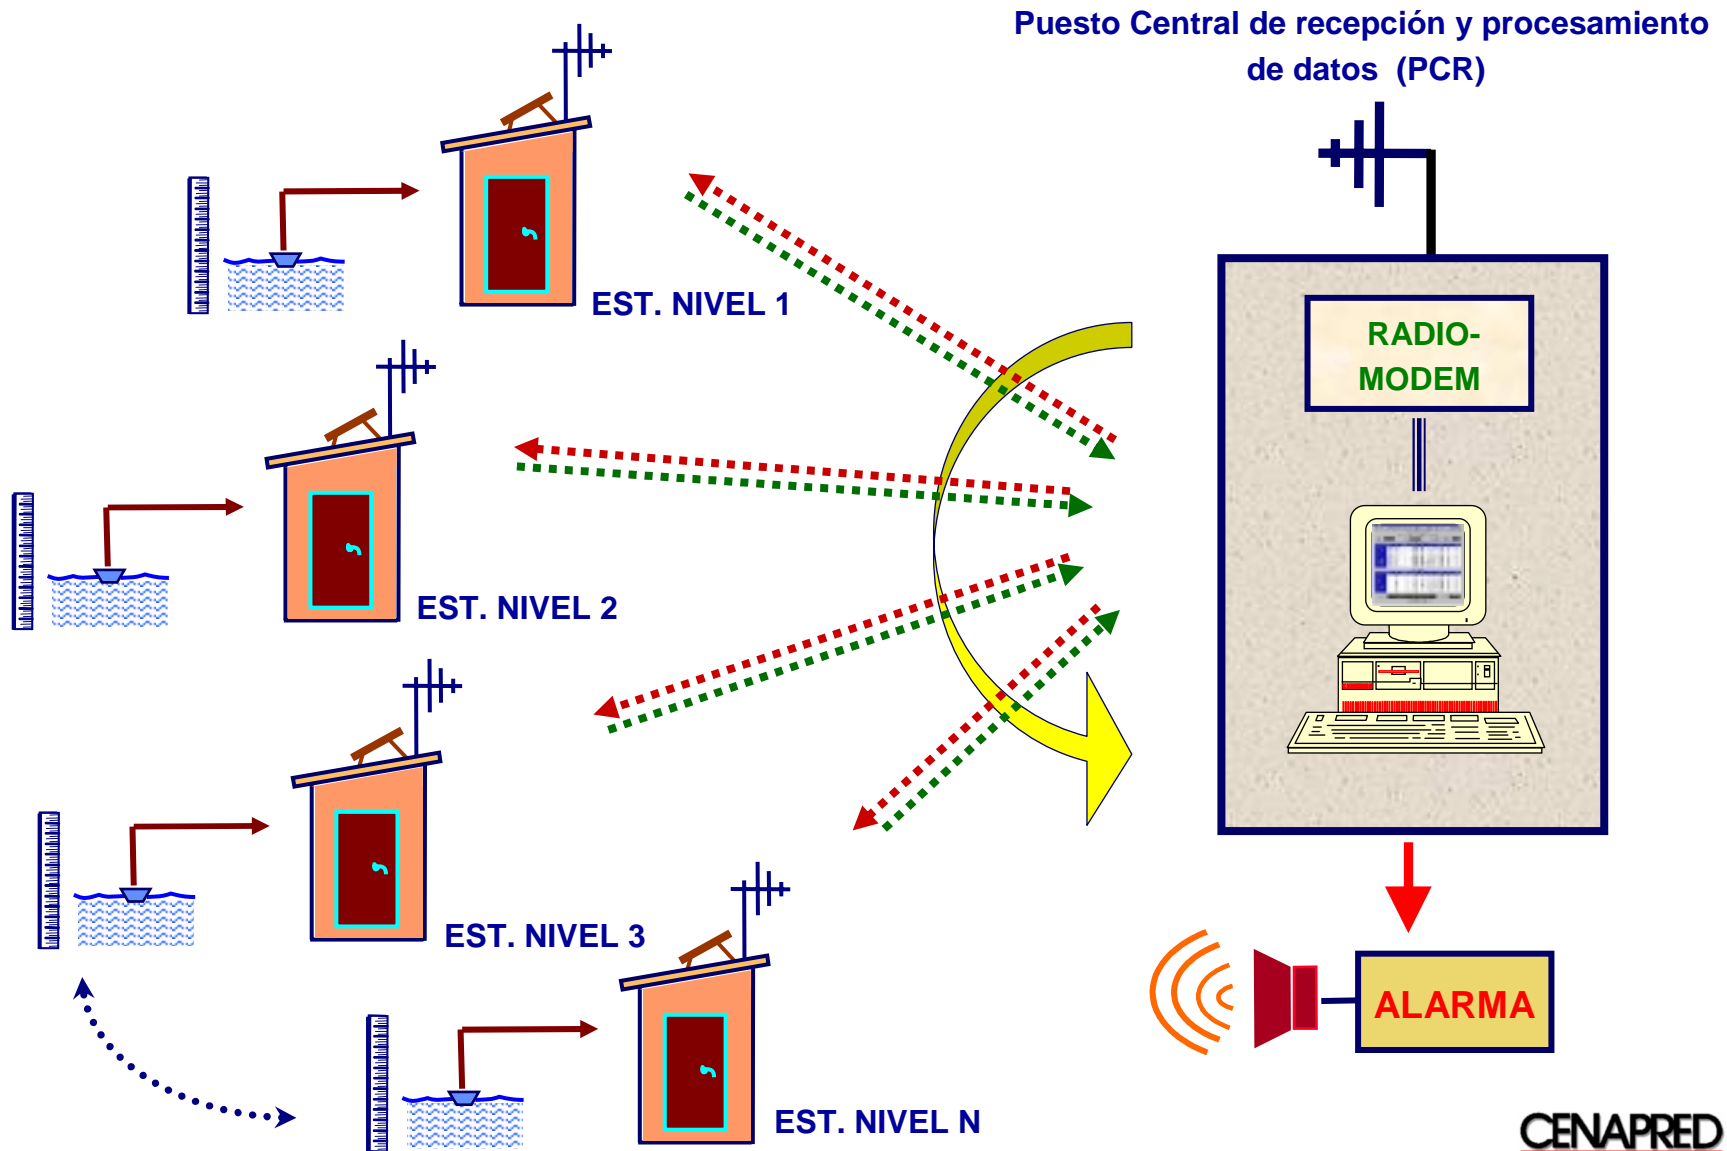 Puesto Central de recepción y procesamiento
de datos (PCR)
EST. NIVEL 1
RADIO-
MODEM
EST. NIVEL 2
EST. NIVEL 3
ALARMA
EST. NIVEL N
CENAPRED